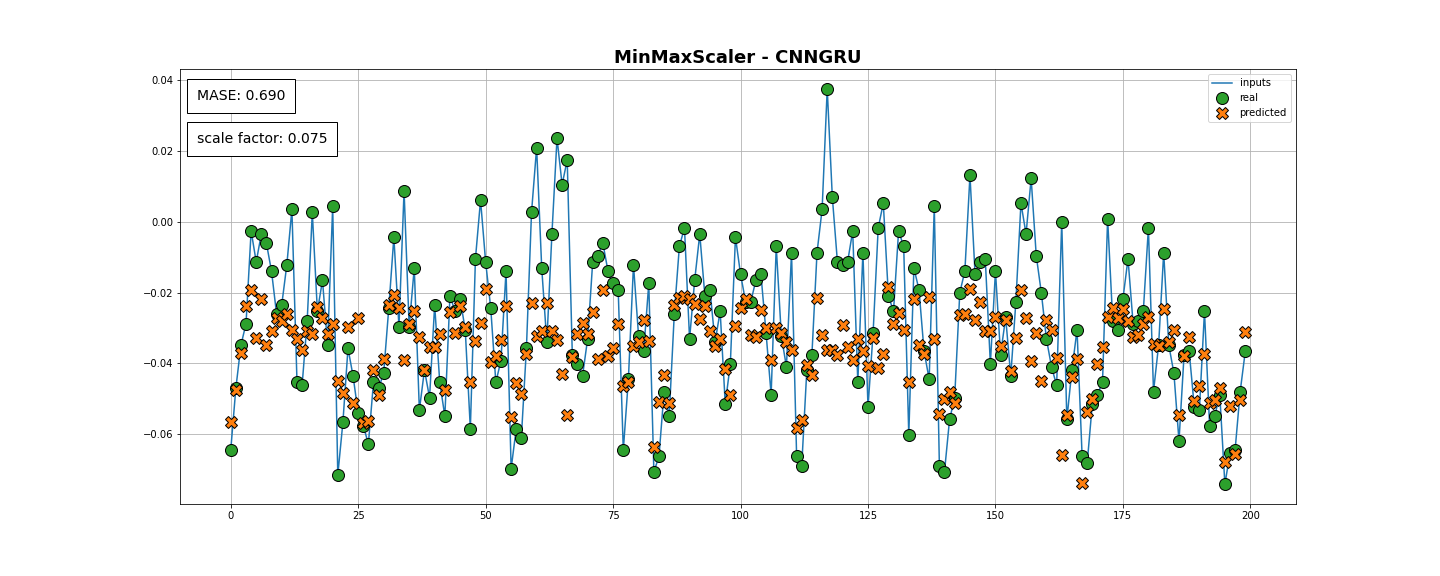 MinMaxScaler - CNNGRU
MASE: 0.690
scale factor: 0.075
inputs
real
predicted
0.04
0.02
0.00
−0.02
−0.04
−0.06
0 25 50 75 100 125 150 175 200